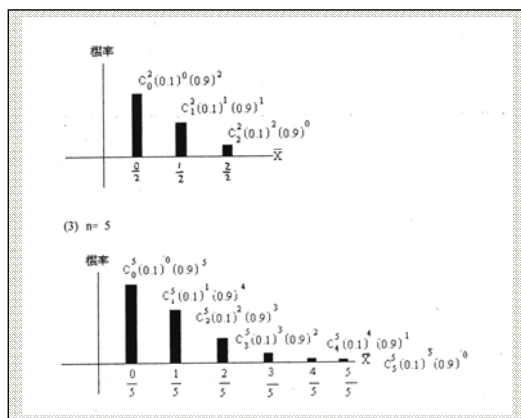 機率
C₀²(0.1)⁰(0.9)²
C₁²(0.1)¹(0.9)¹
C₂²(0.1)²(0.9)⁰
X̄
0/2 1/2 2/2
(3) n= 5
機率
C₀⁵(0.1)⁰(0.9)⁵
C₁⁵(0.1)¹(0.9)⁴
C₂⁵(0.1)²(0.9)³
C₃⁵(0.1)³(0.9)²
C₄⁵(0.1)⁴(0.9)¹
X̄ C₅⁵(0.1)⁵(0.9)⁰
0/5 1/5 2/5 3/5 4/5 5/5